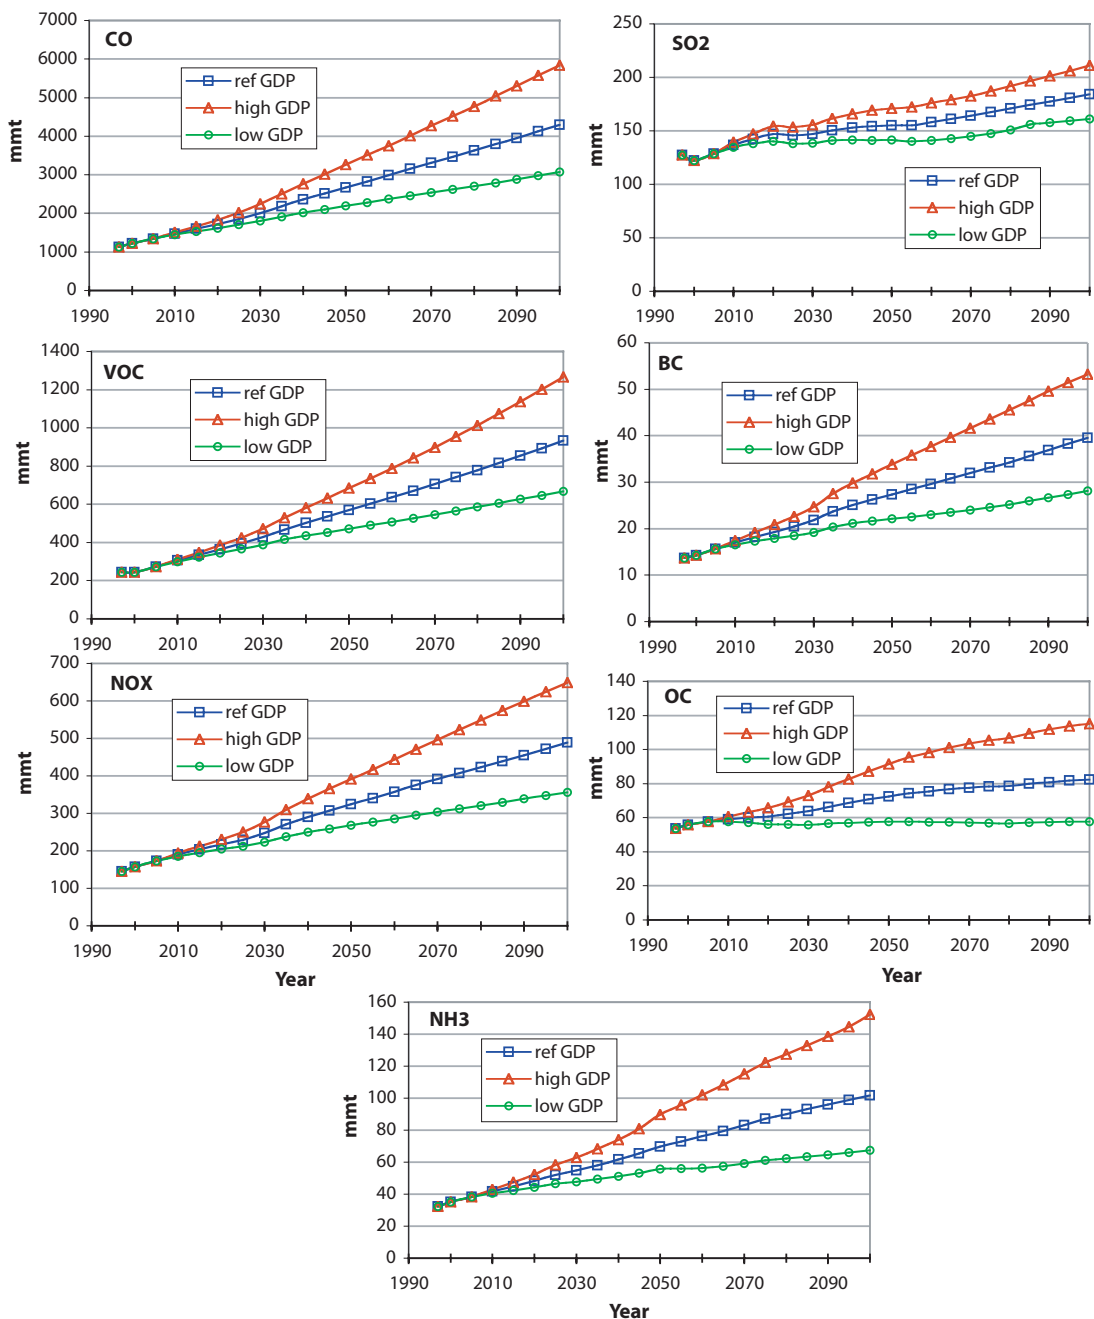 CO
7000
6000
5000
4000
3000
2000
1000
0
mmt
ref GDP
high GDP
low GDP
1990 2010 2030 2050 2070 2090
SO2
250
200
150
100
50
0
mmt
ref GDP
high GDP
low GDP
1990 2010 2030 2050 2070 2090
VOC
1400
1200
1000
800
600
400
200
0
mmt
ref GDP
high GDP
low GDP
1990 2010 2030 2050 2070 2090
BC
60
50
40
30
20
10
0
mmt
ref GDP
high GDP
low GDP
1990 2010 2030 2050 2070 2090
NOX
700
600
500
400
300
200
100
0
mmt
ref GDP
high GDP
low GDP
1990 2010 2030 2050 2070 2090
Year
OC
140
120
100
80
60
40
20
0
mmt
ref GDP
high GDP
low GDP
1990 2010 2030 2050 2070 2090
Year
NH3
160
140
120
100
80
60
40
20
0
mmt
ref GDP
high GDP
low GDP
1990 2010 2030 2050 2070 2090
Year